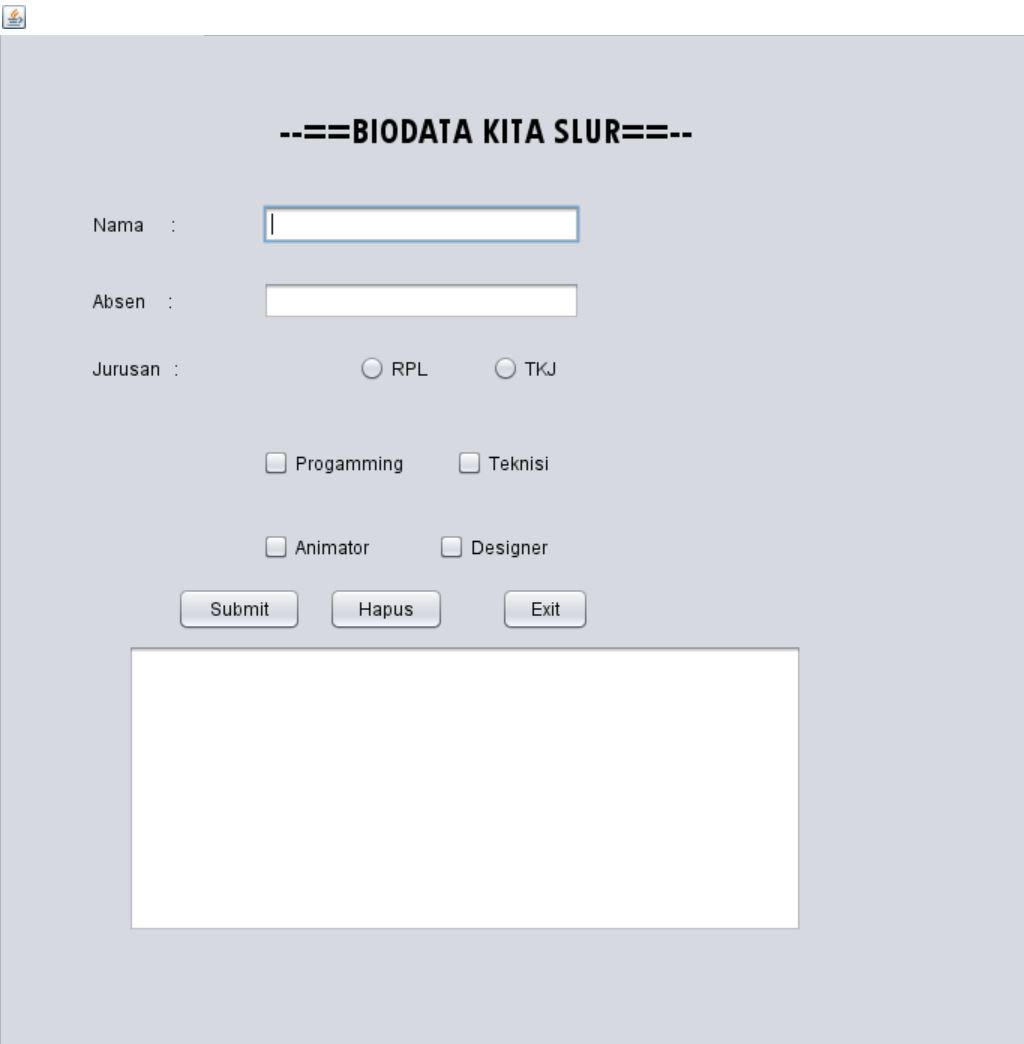 --==BIODATA KITA SLUR==--
Nama :
Absen :
Jurusan : RPL TKJ
Progamming Teknisi
Animator Designer
Submit Hapus Exit